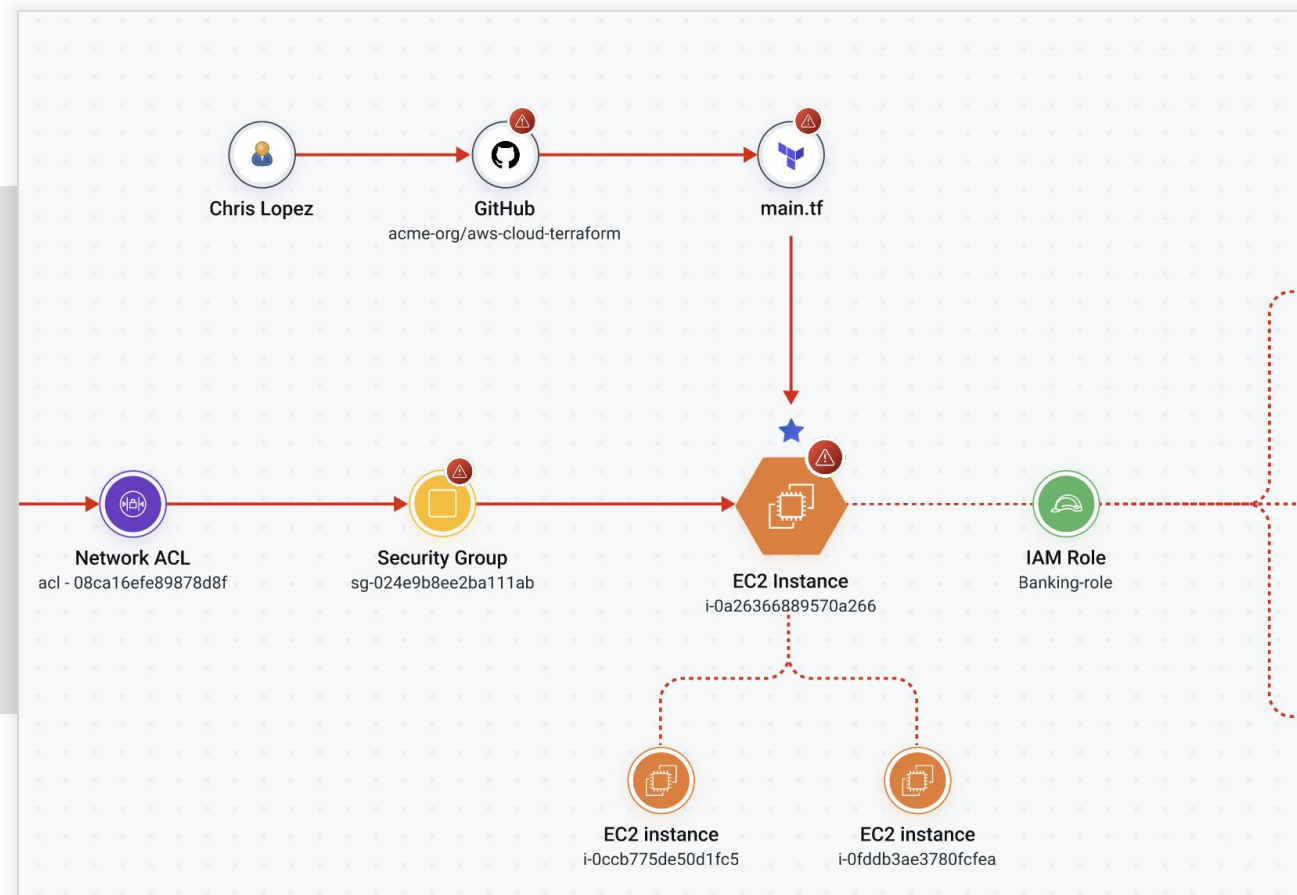 Chris Lopez
GitHub
acme-org/aws-cloud-terraform
main.tf
Network ACL
acl - 08ca16efe89878d8f
Security Group
sg-024e9b8ee2ba111ab
EC2 Instance
i-0a26366889570a266
IAM Role
Banking-role
EC2 instance
i-0ccb775de50d1fc5
EC2 instance
i-0fddb3ae3780fcfea